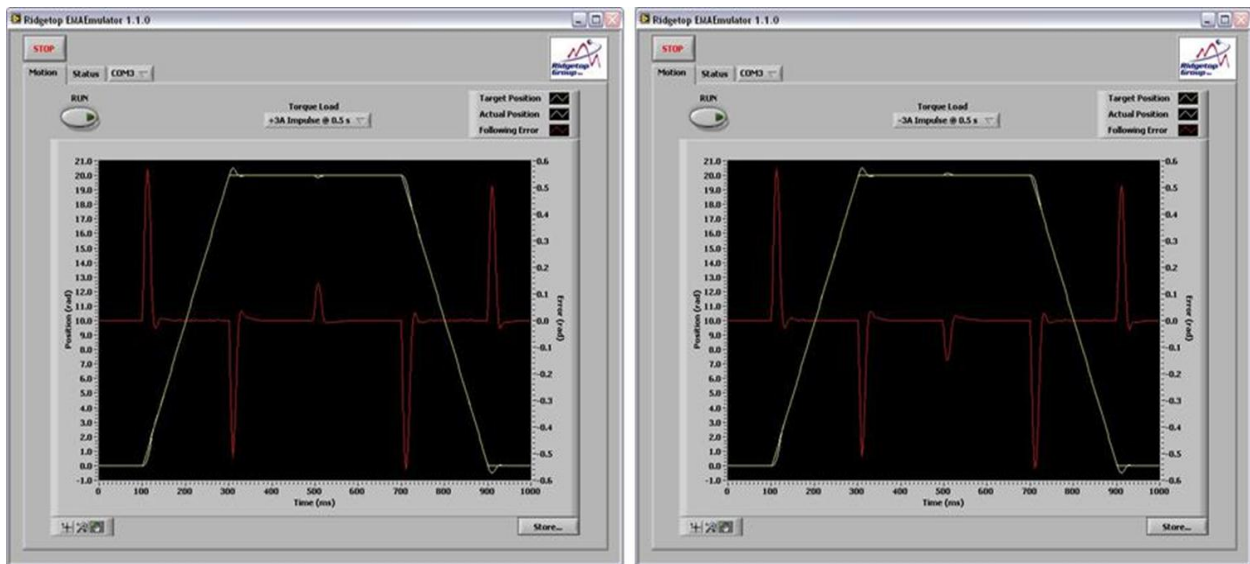 Ridgetop EMAEmulator 1.1.0
STOP
Ridgetop
Group
Motion Status COM3
RUN
Torque Load
+3A Impulse @ 0.5 s
Target Position
Actual Position
Following Error
21.0
20.0
19.0
18.0
17.0
16.0
15.0
14.0
13.0
12.0
11.0
10.0
9.0
8.0
7.0
6.0
5.0
4.0
3.0
2.0
1.0
0.0
-1.0
Position (rad)
0.6
0.5
0.4
0.3
0.2
0.1
0.0
-0.1
-0.2
-0.3
-0.4
-0.5
-0.6
Error (rad)
0 100 200 300 400 500 600 700 800 900 1000
Time (ms)
Store...
Ridgetop EMAEmulator 1.1.0
STOP
Ridgetop
Group
Motion Status COM3
RUN
Torque Load
-3A Impulse @ 0.5 s
Target Position
Actual Position
Following Error
21.0
20.0
19.0
18.0
17.0
16.0
15.0
14.0
13.0
12.0
11.0
10.0
9.0
8.0
7.0
6.0
5.0
4.0
3.0
2.0
1.0
0.0
-1.0
Position (rad)
0.6
0.5
0.4
0.3
0.2
0.1
0.0
-0.1
-0.2
-0.3
-0.4
-0.5
-0.6
Error (rad)
0 100 200 300 400 500 600 700 800 900 1000
Time (ms)
Store...